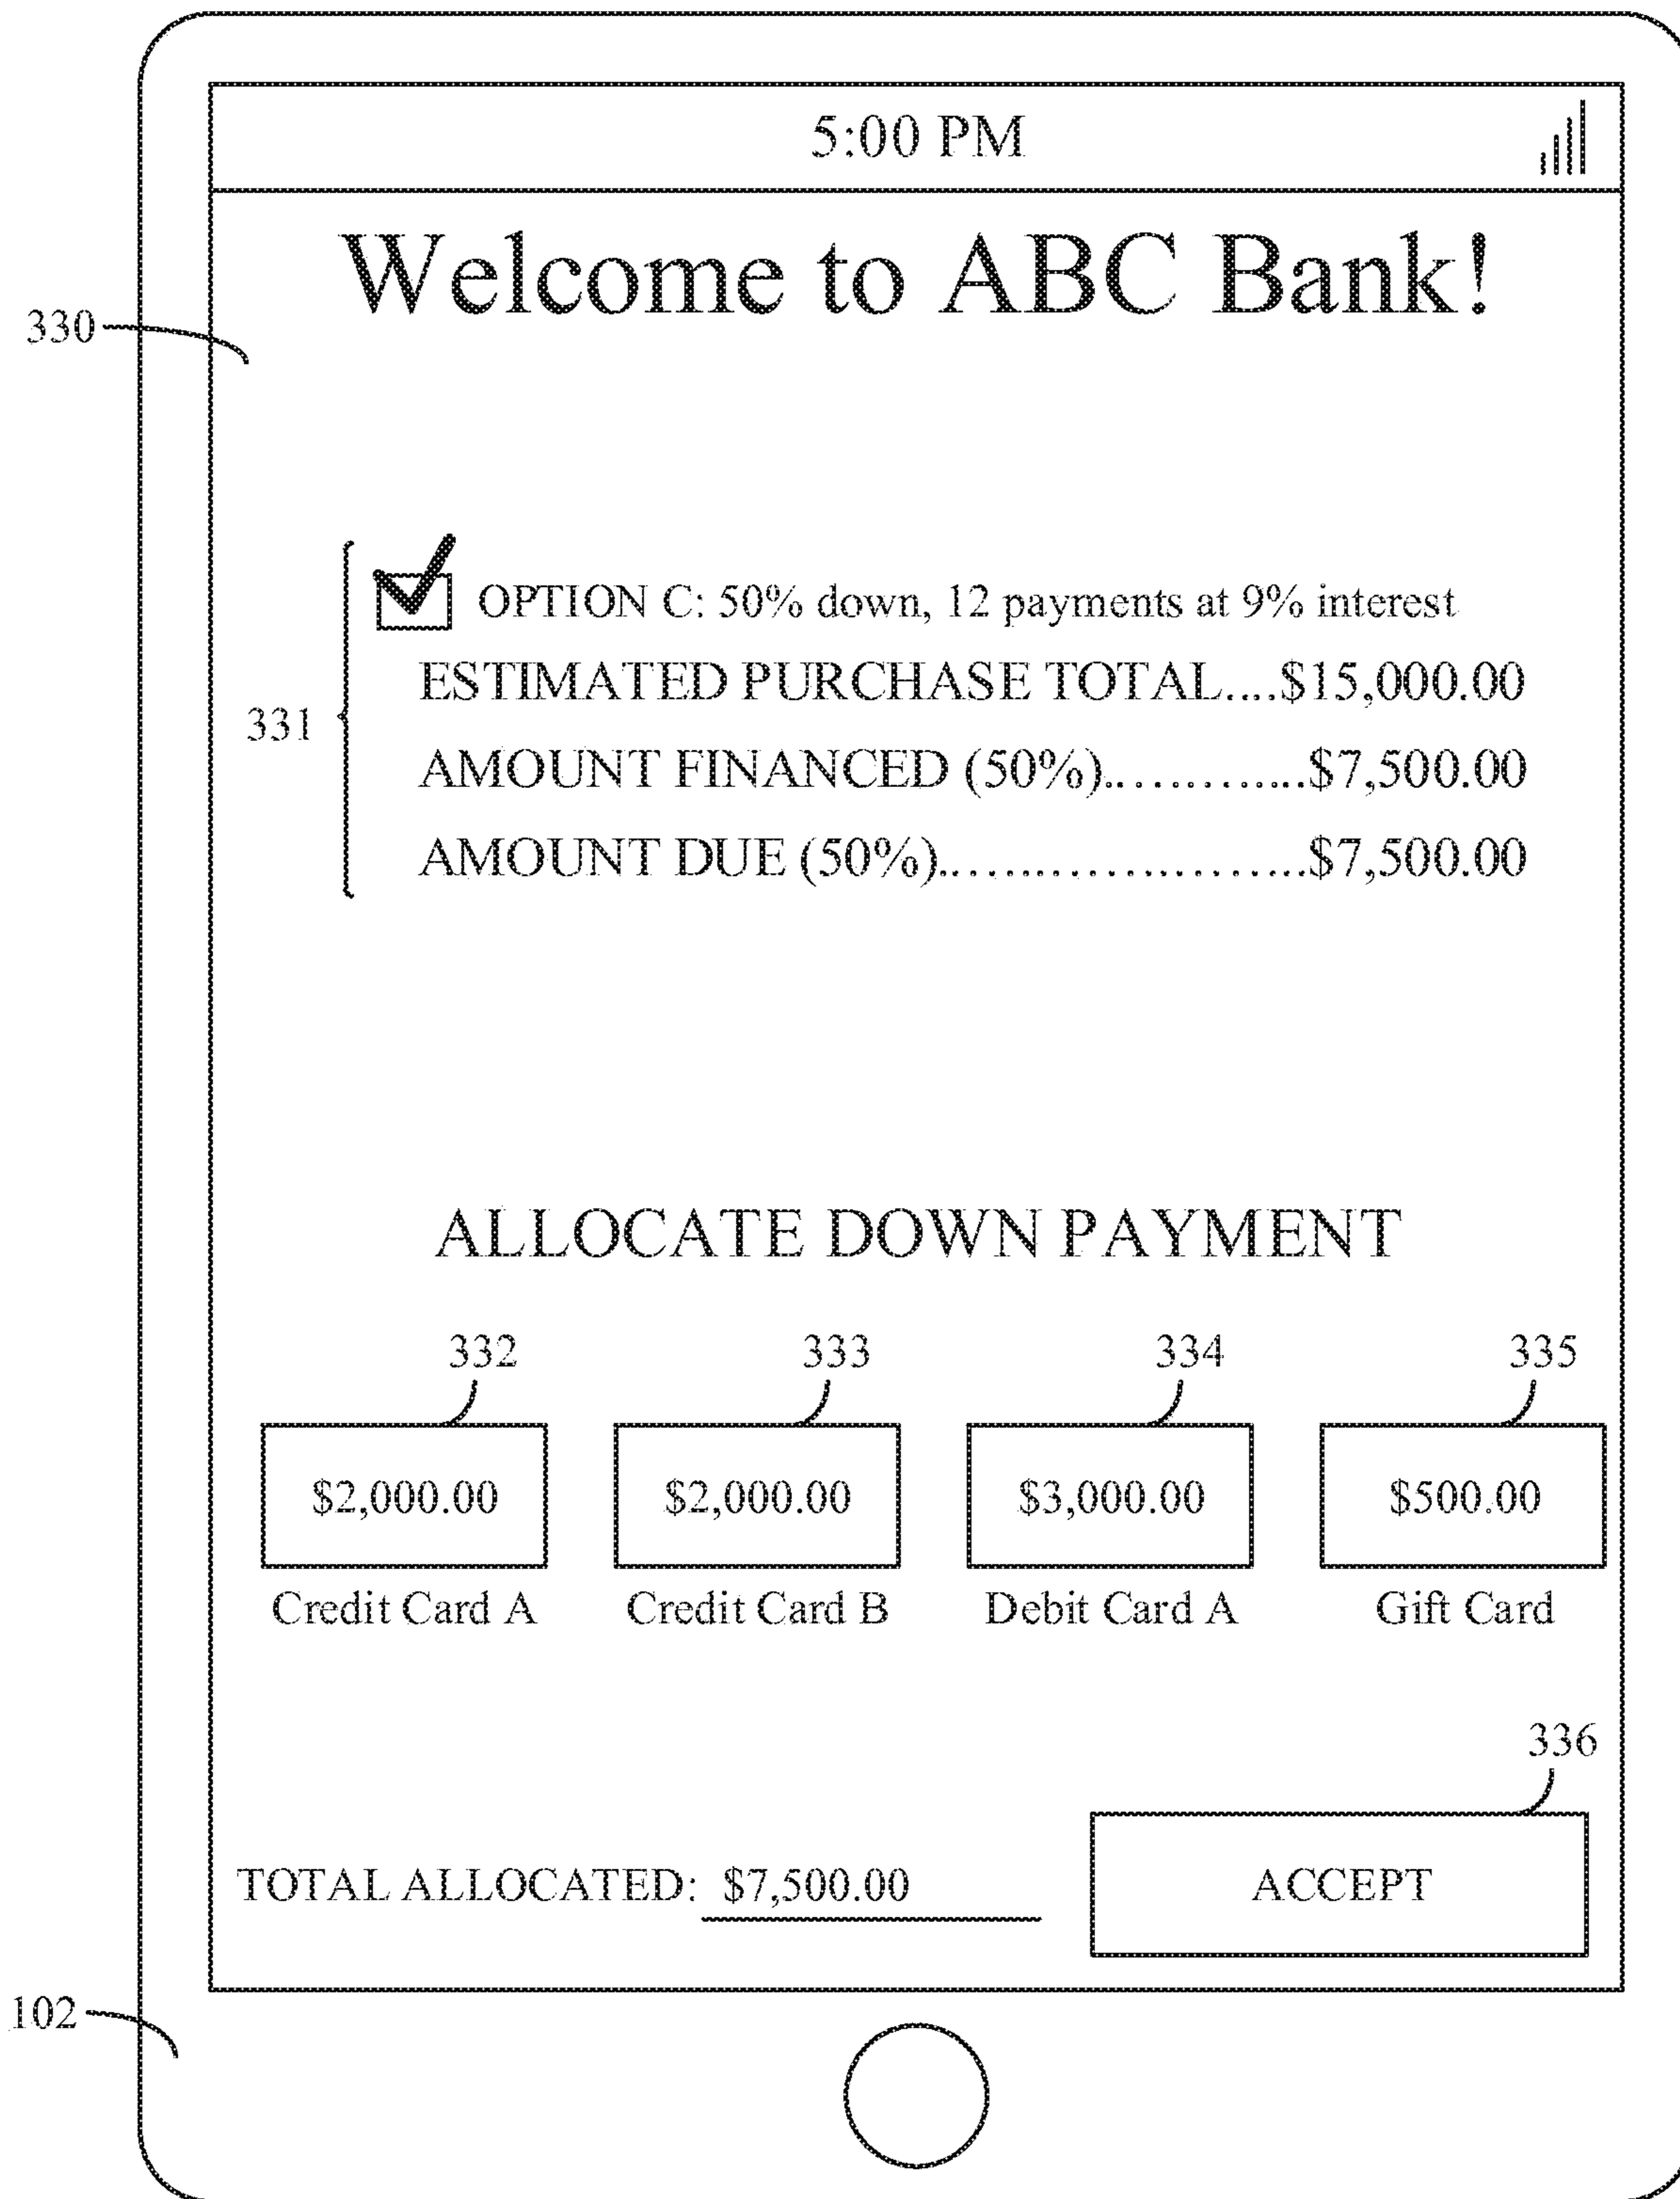 5:00 PM
Welcome to ABC Bank!
330
OPTION C: 50% down, 12 payments at 9% interest
ESTIMATED PURCHASE TOTAL....$15,000.00
331
AMOUNT FINANCED (50%)............$7,500.00
AMOUNT DUE (50%).....................$7,500.00
ALLOCATE DOWN PAYMENT
332 333 334 335
$2,000.00 $2,000.00 $3,000.00 $500.00
Credit Card A Credit Card B Debit Card A Gift Card
336
TOTAL ALLOCATED: $7,500.00 ACCEPT
102